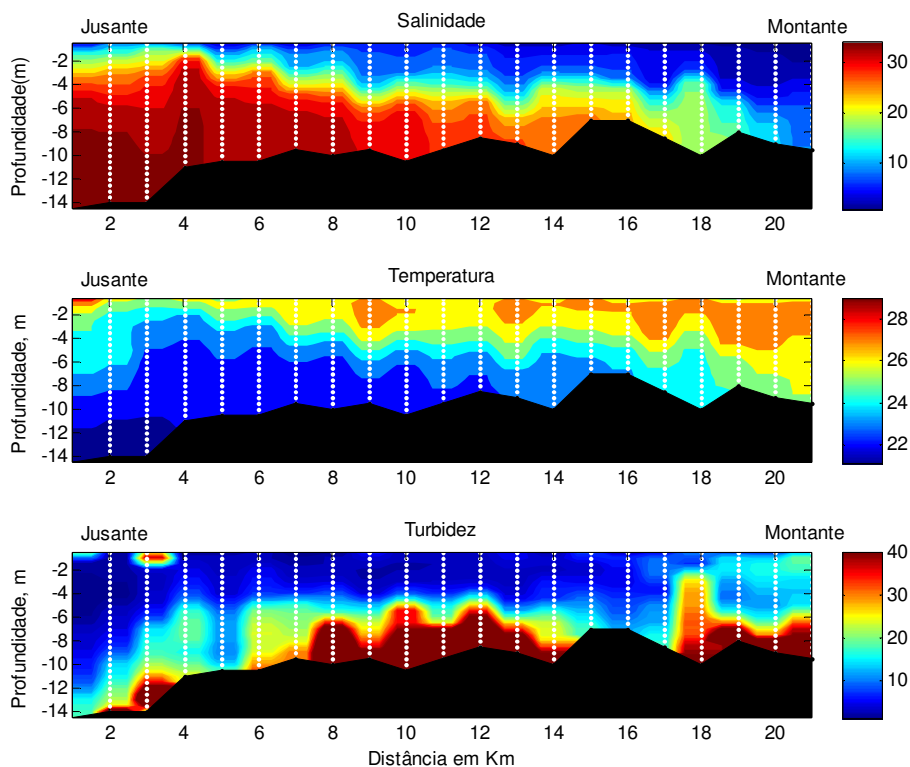 Salinidade
Jusante
Montante
Profundidade(m)
-2
-4
-6
-8
-10
-12
-14
2 4 6 8 10 12 14 16 18 20
30
20
10
Temperatura
Jusante
Montante
Profundidade, m
-2
-4
-6
-8
-10
-12
-14
2 4 6 8 10 12 14 16 18 20
28
26
24
22
Turbidez
Jusante
Montante
Profundidade, m
-2
-4
-6
-8
-10
-12
-14
2 4 6 8 10 12 14 16 18 20
40
30
20
10
Distância em Km